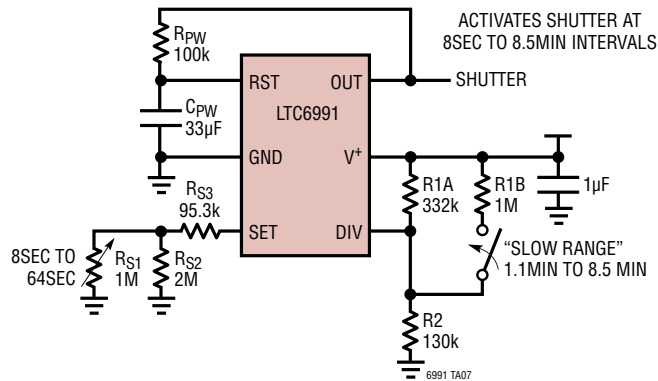 ACTIVATES SHUTTER AT
8SEC TO 8.5MIN INTERVALS
RPW
100k
RST
OUT
SHUTTER
LTC6991
CPW
33µF
GND
V+
R1A
332k
R1B
1M
1µF
RS3
95.3k
SET
DIV
8SEC TO
64SEC
RS1
1M
RS2
2M
“SLOW RANGE”
1.1MIN TO 8.5 MIN
R2
130k
6991 TA07